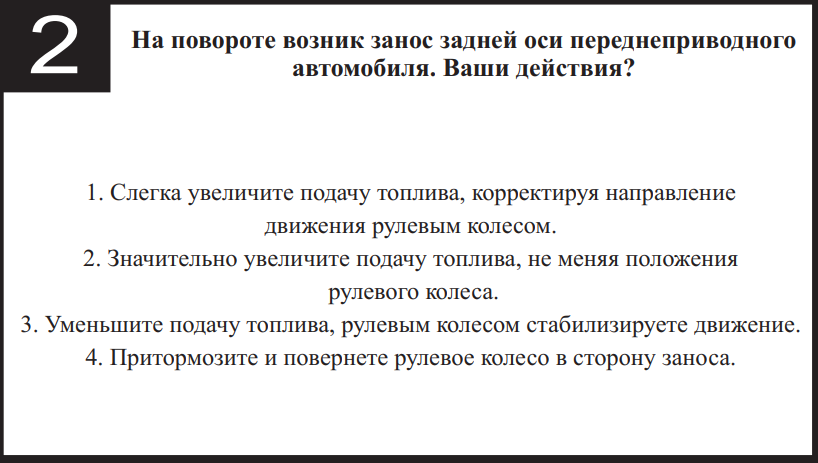 2
На повороте возник занос задней оси переднеприводного
автомобиля. Ваши действия?
1. Слегка увеличите подачу топлива, корректируя направление
движения рулевым колесом.
2. Значительно увеличите подачу топлива, не меняя положения
рулевого колеса.
3. Уменьшите подачу топлива, рулевым колесом стабилизируете движение.
4. Притормозите и повернете рулевое колесо в сторону заноса.